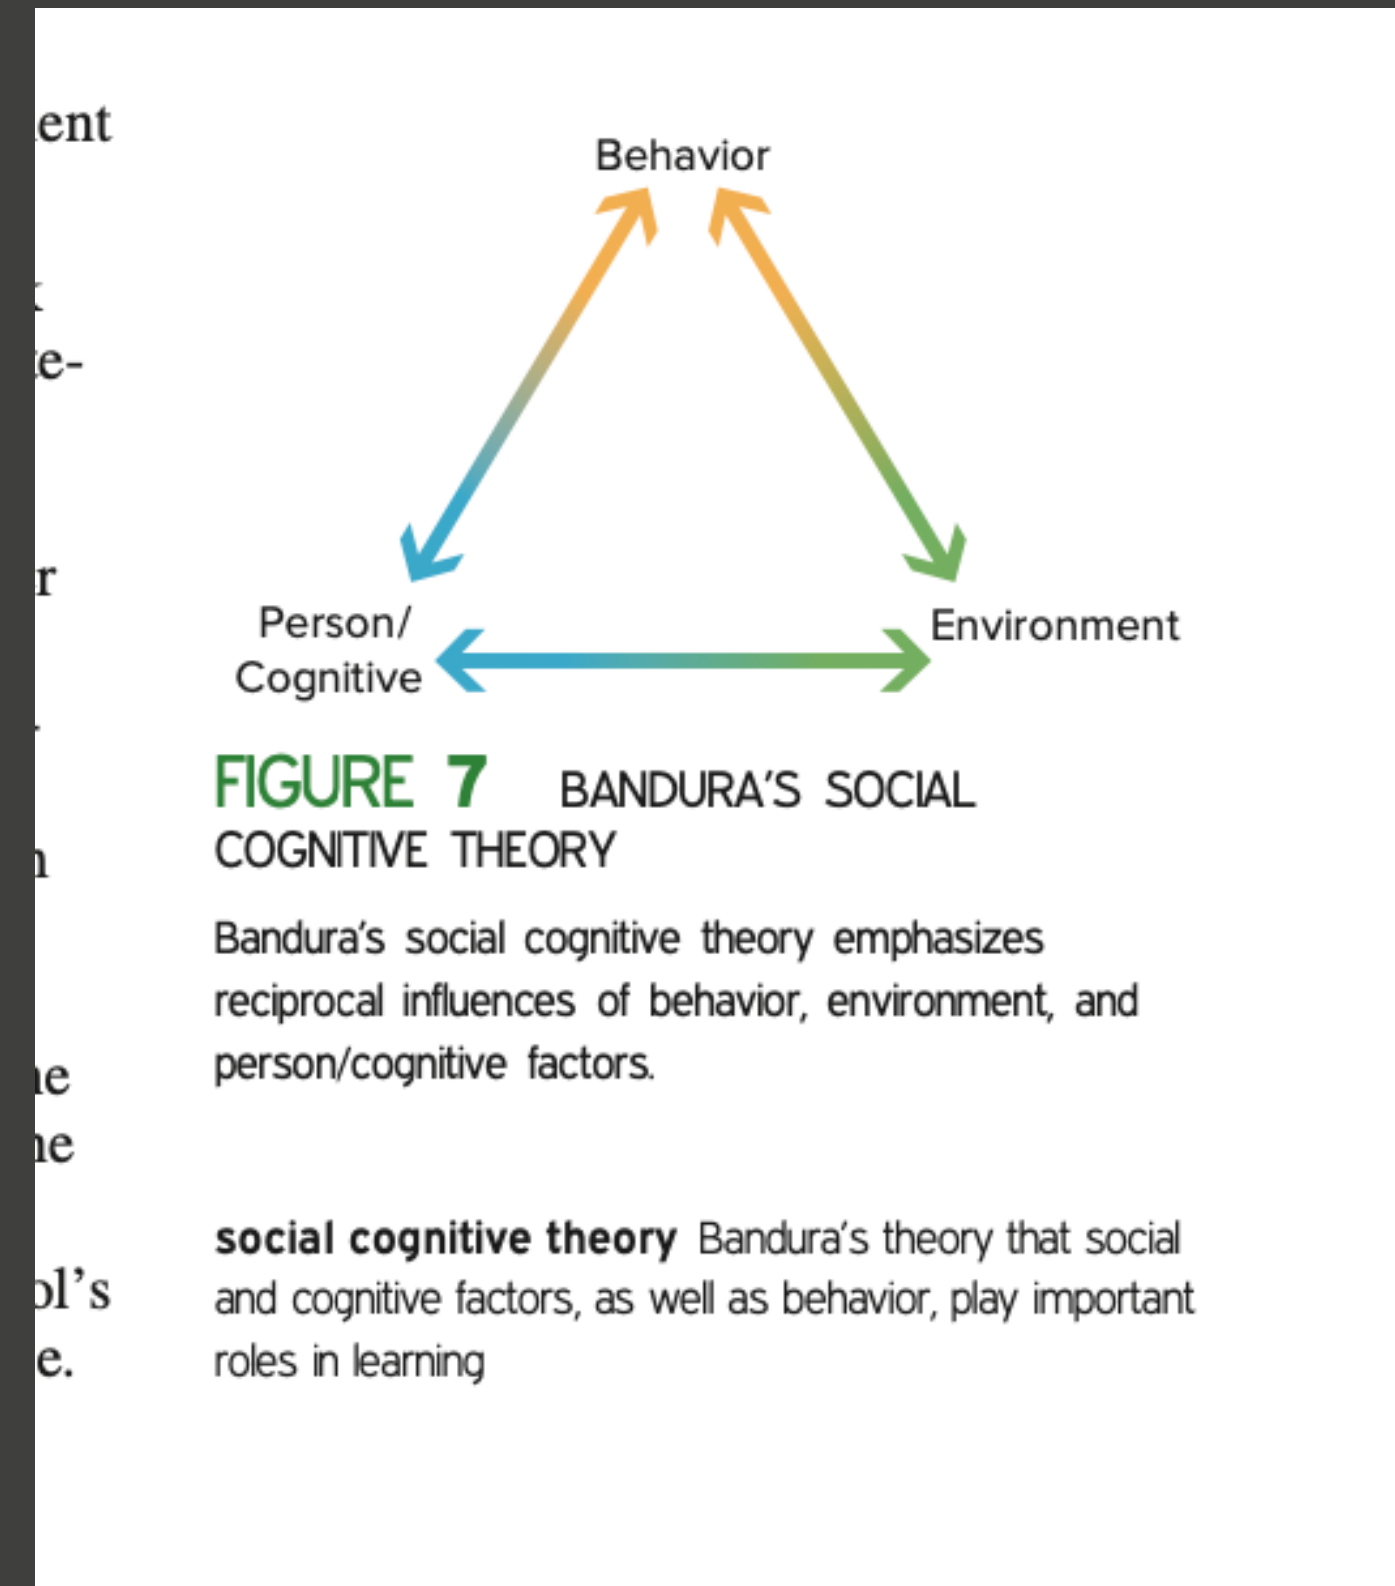 Behavior
Person/
Cognitive
Environment
FIGURE 7 BANDURA'S SOCIAL
COGNITIVE THEORY
Bandura's social cognitive theory emphasizes
reciprocal influences of behavior, environment, and
person/cognitive factors.
social cognitive theory Bandura's theory that social
and cognitive factors, as well as behavior, play important
roles in learning